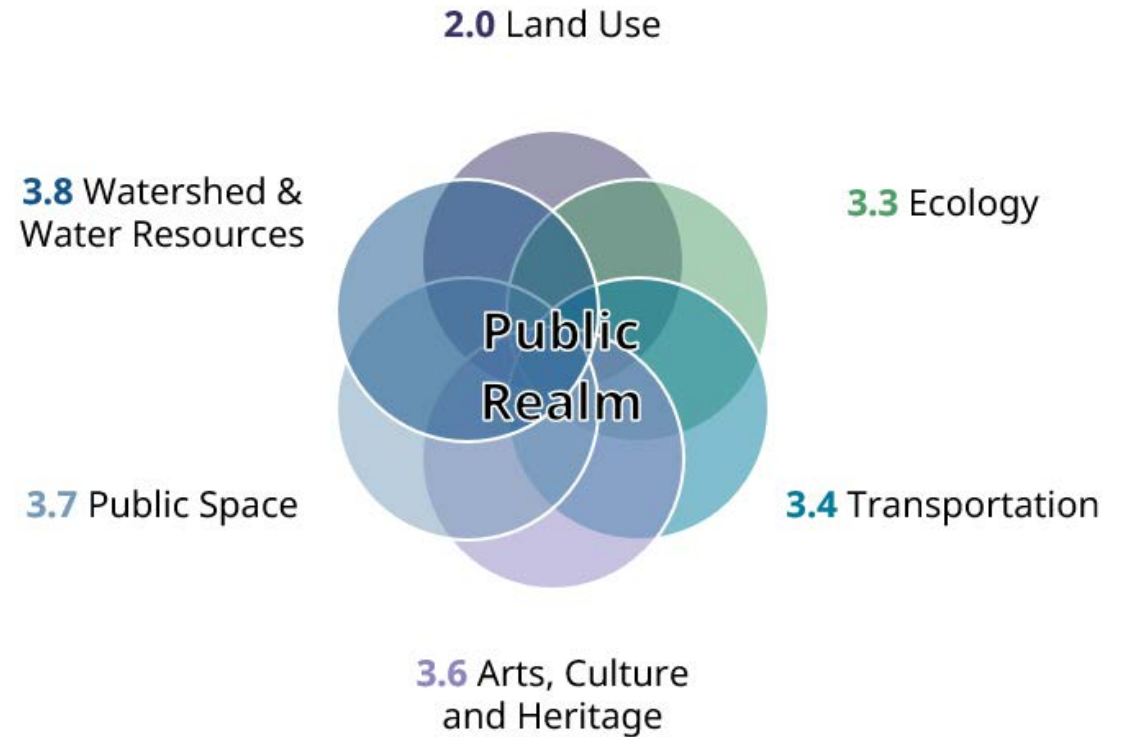 2.0 Land Use
3.8 Watershed &
Water Resources
3.3 Ecology
Public
Realm
3.7 Public Space
3.4 Transportation
3.6 Arts, Culture
and Heritage